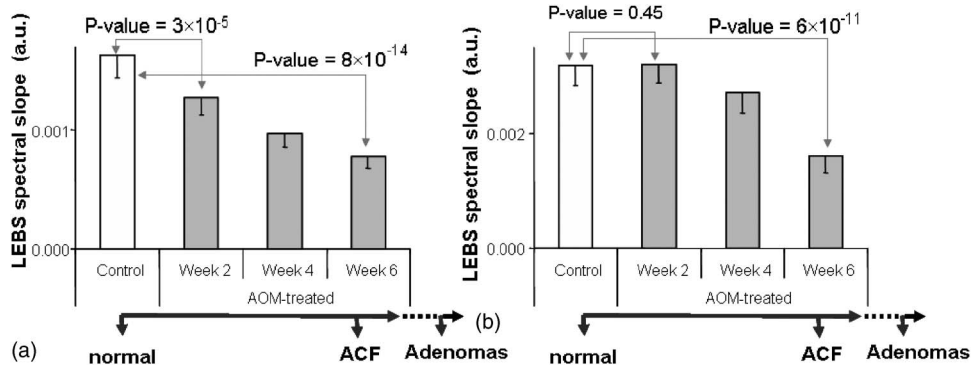 P-value = 3×10⁻⁵
P-value = 8×10⁻¹⁴
LEBS spectral slope (a.u.)
0.001
0.000
Control Week 2 Week 4 Week 6
AOM-treated
(a) normal ACF Adenomas
P-value = 0.45
P-value = 6×10⁻¹¹
LEBS spectral slope (a.u.)
0.002
0.000
Control Week 2 Week 4 Week 6
AOM-treated
(b) normal ACF Adenomas